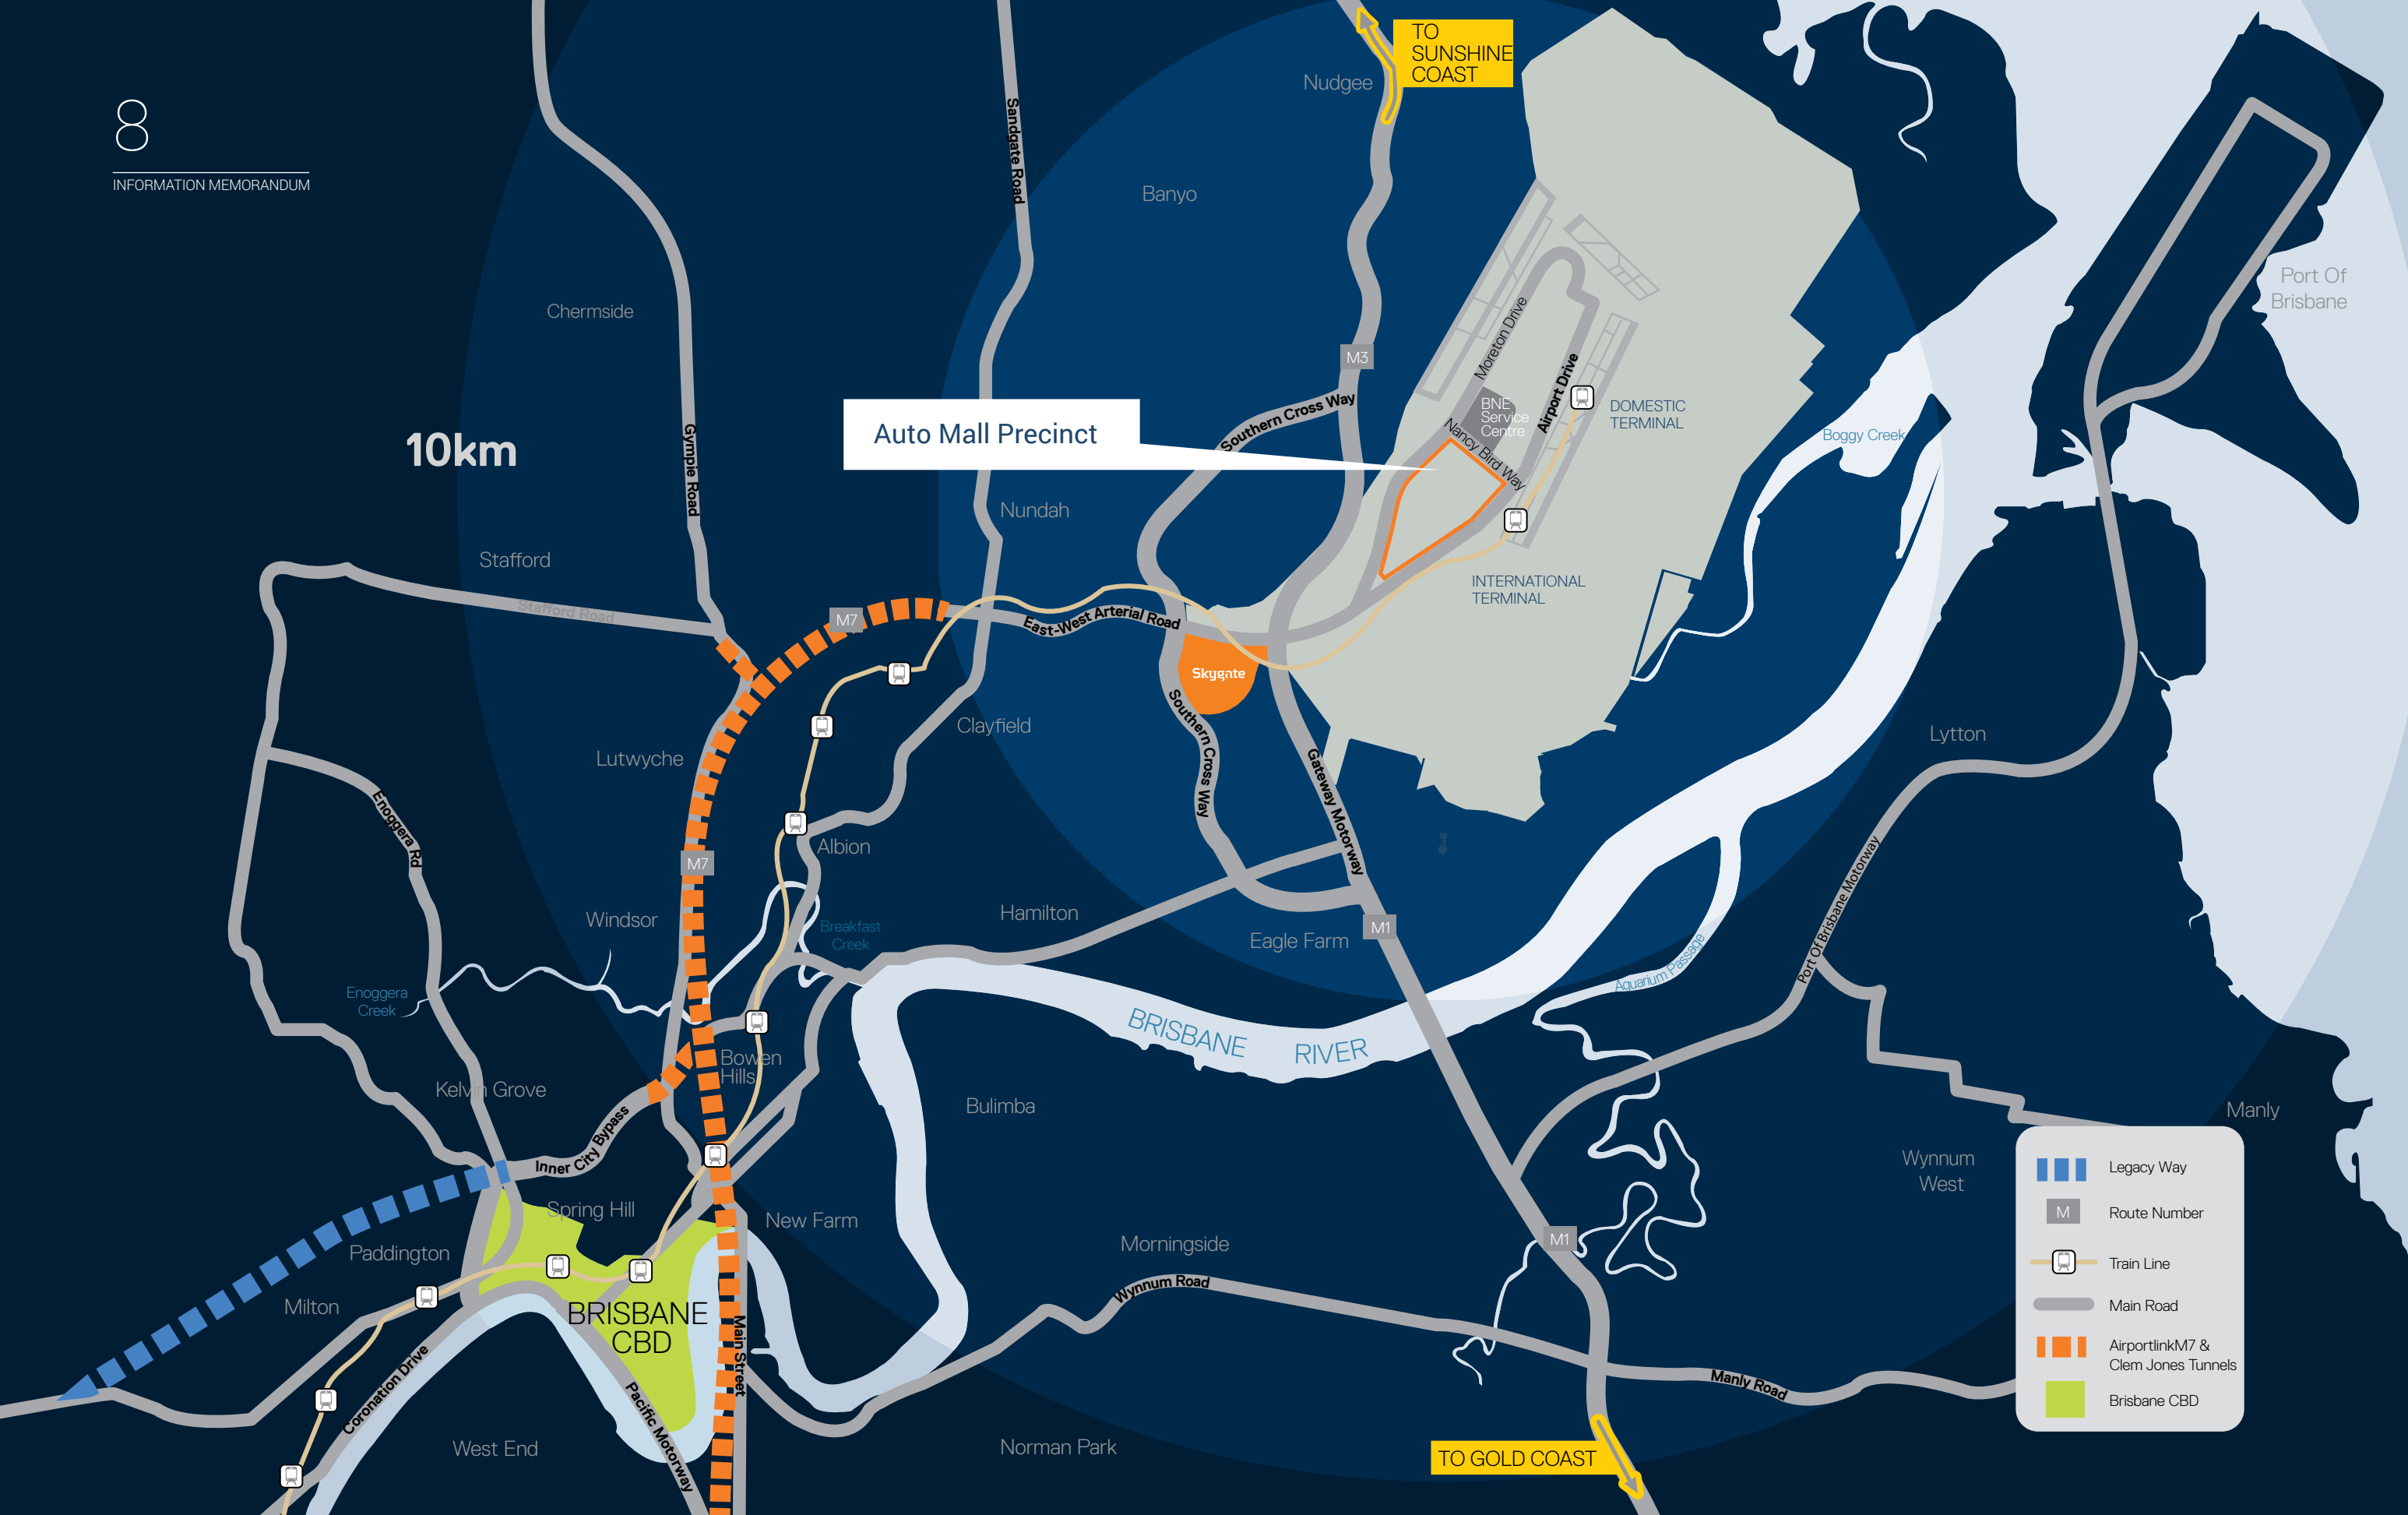 8
INFORMATION MEMORANDUM
TO
SUNSHINE
COAST
Nudgee
Sandgate Road
Banyo
Port Of
Brisbane
Chermside
Moreton Drive
M3
Airport Drive
BNE
Service
Centre
DOMESTIC
TERMINAL
Southern Cross Way
Nancy Bird Way
Auto Mall Precinct
Boggy Creek
10km
Gympie Road
Nundah
Stafford
Stafford Road
INTERNATIONAL
TERMINAL
M7
East-West Arterial Road
Skygate
Southern Cross Way
Clayfield
Lytton
Lutwyche
Gateway Motorway
Enoggera Rd
Albion
M7
Port Of Brisbane Motorway
Windsor
Hamilton
Breakfast
Creek
Eagle Farm
M1
Aquarium Passage
Enoggera
Creek
BRISBANE RIVER
Bowen
Hills
Kelvin Grove
Bulimba
Manly
Inner City Bypass
Wynnum
West
Spring Hill
New Farm
Paddington
Morningside
M1
Milton
Wynnum Road
BRISBANE
CBD
Main Street
Coronation Drive
Pacific Motorway
Manly Road
West End
Norman Park
TO GOLD COAST
Legacy Way
M
Route Number
Train Line
Main Road
AirportlinkM7 &
Clem Jones Tunnels
Brisbane CBD